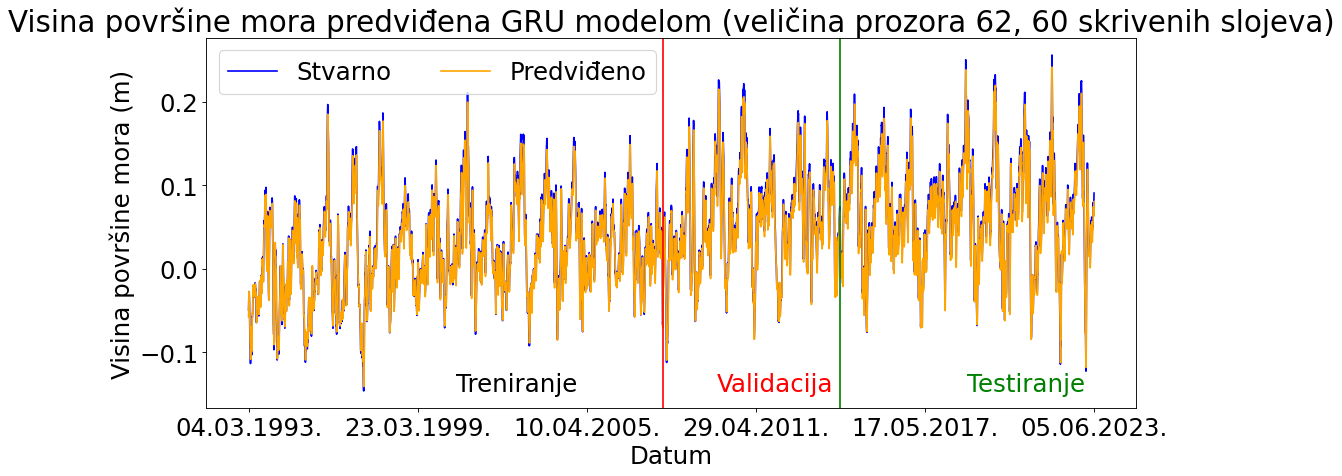 Visina površine mora predviđena GRU modelom (veličina prozora 62, 60 skrivenih slojeva)
Stvarno
Predviđeno
Visina površine mora (m)
0.2
0.1
0.0
−0.1
Treniranje
Validacija
Testiranje
04.03.1993.
23.03.1999.
10.04.2005.
29.04.2011.
17.05.2017.
05.06.2023.
Datum